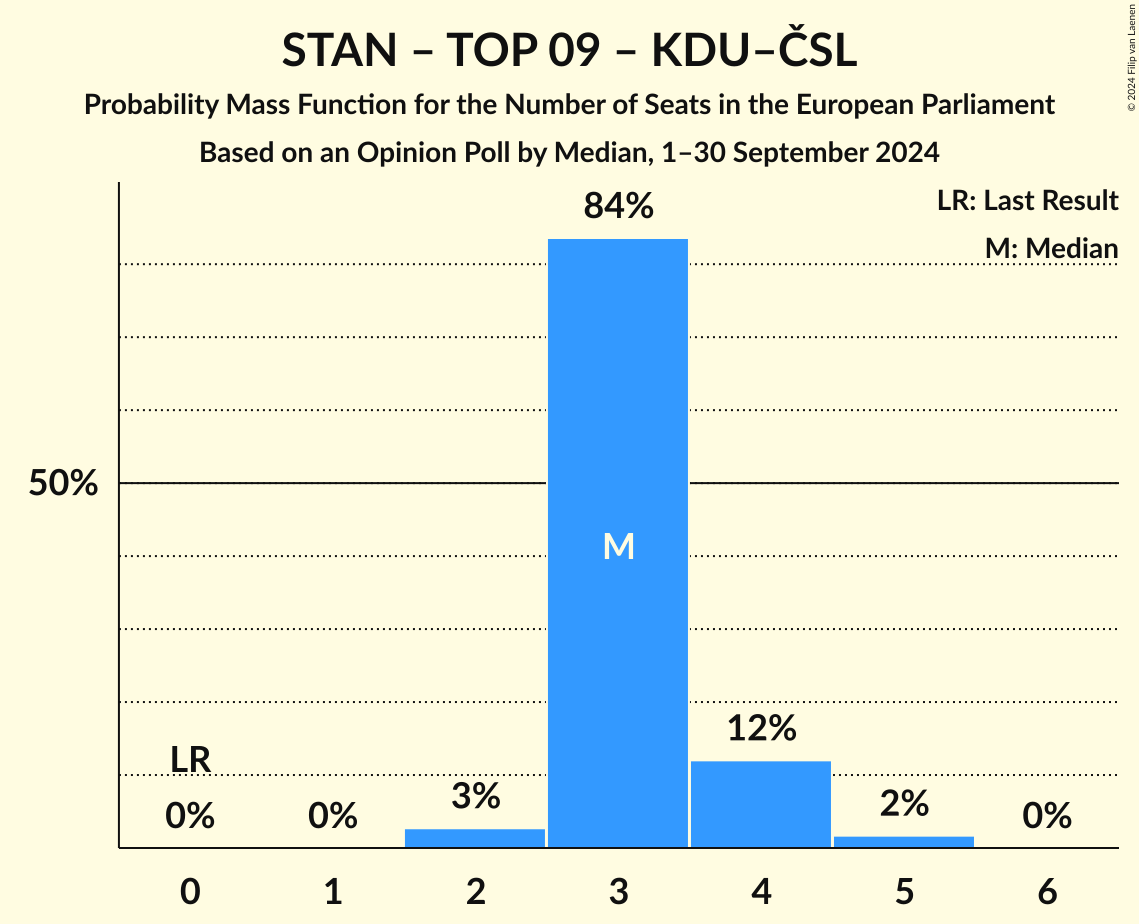 STAN – TOP 09 – KDU–ČSL
Probability Mass Function for the Number of Seats in the European Parliament
Based on an Opinion Poll by Median, 1–30 September 2024
© 2024 Filip van Laenen
LR: Last Result
M: Median
84%
50%
M
12%
LR
3%
2%
0%
0%
0%
0 1 2 3 4 5 6